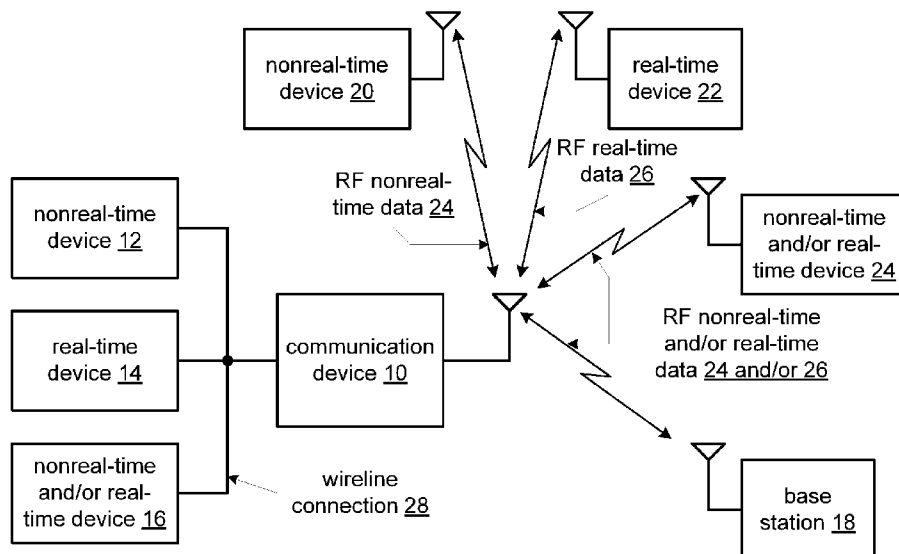 nonreal-time
device 20
real-time
device 22
RF nonreal-
time data 24
RF real-time
data 26
nonreal-time
device 12
nonreal-time
and/or real-
time device 24
real-time
device 14
communication
device 10
RF nonreal-time
and/or real-time
data 24 and/or 26
nonreal-time
and/or real-
time device 16
wireline
connection 28
base
station 18